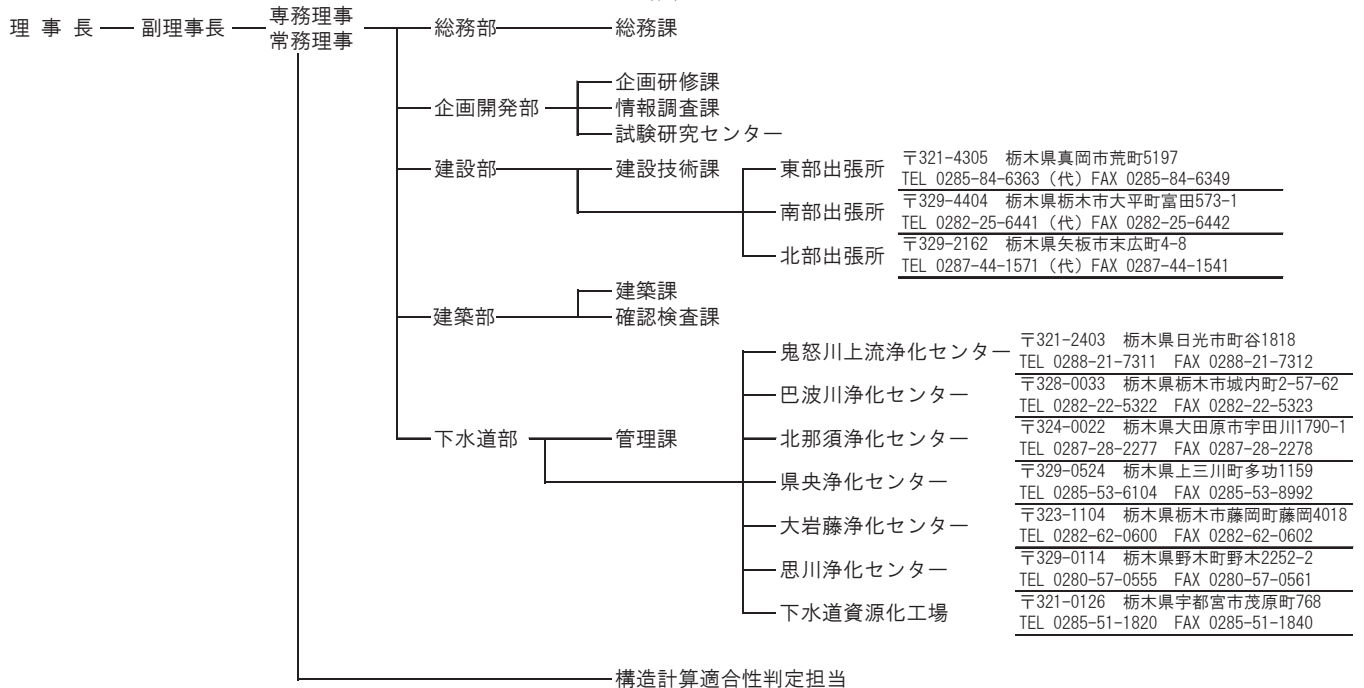 理 事 長 副理事長 専務理事 総務部 総務課
常務理事
企画研修課
企画開発部 情報調査課
試験研究センター
建設部 建設技術課 東部出張所 〒321-4305 栃木県真岡市荒町5197
TEL 0285-84-6363（代）FAX 0285-84-6349
南部出張所 〒329-4404 栃木県栃木市大平町富田573-1
TEL 0282-25-6441（代）FAX 0282-25-6442
北部出張所 〒329-2162 栃木県矢板市末広町4-8
TEL 0287-44-1571（代）FAX 0287-44-1541
建築課
建築部 確認検査課
鬼怒川上流浄化センター 〒321-2403 栃木県日光市町谷1818
TEL 0288-21-7311 FAX 0288-21-7312
巴波川浄化センター 〒328-0033 栃木県栃木市城内町2-57-62
TEL 0282-22-5322 FAX 0282-22-5323
下水道部 管理課 北那須浄化センター 〒324-0022 栃木県大田原市宇田川1790-1
TEL 0287-28-2277 FAX 0287-28-2278
県央浄化センター 〒329-0524 栃木県上三川町多功1159
TEL 0285-53-6104 FAX 0285-53-8992
大岩藤浄化センター 〒323-1104 栃木県栃木市藤岡町藤岡4018
TEL 0282-62-0600 FAX 0282-62-0602
思川浄化センター 〒329-0114 栃木県野木町野木2252-2
TEL 0280-57-0555 FAX 0280-57-0561
下水道資源化工場 〒321-0126 栃木県宇都宮市茂原町768
TEL 0285-51-1820 FAX 0285-51-1840
構造計算適合性判定担当